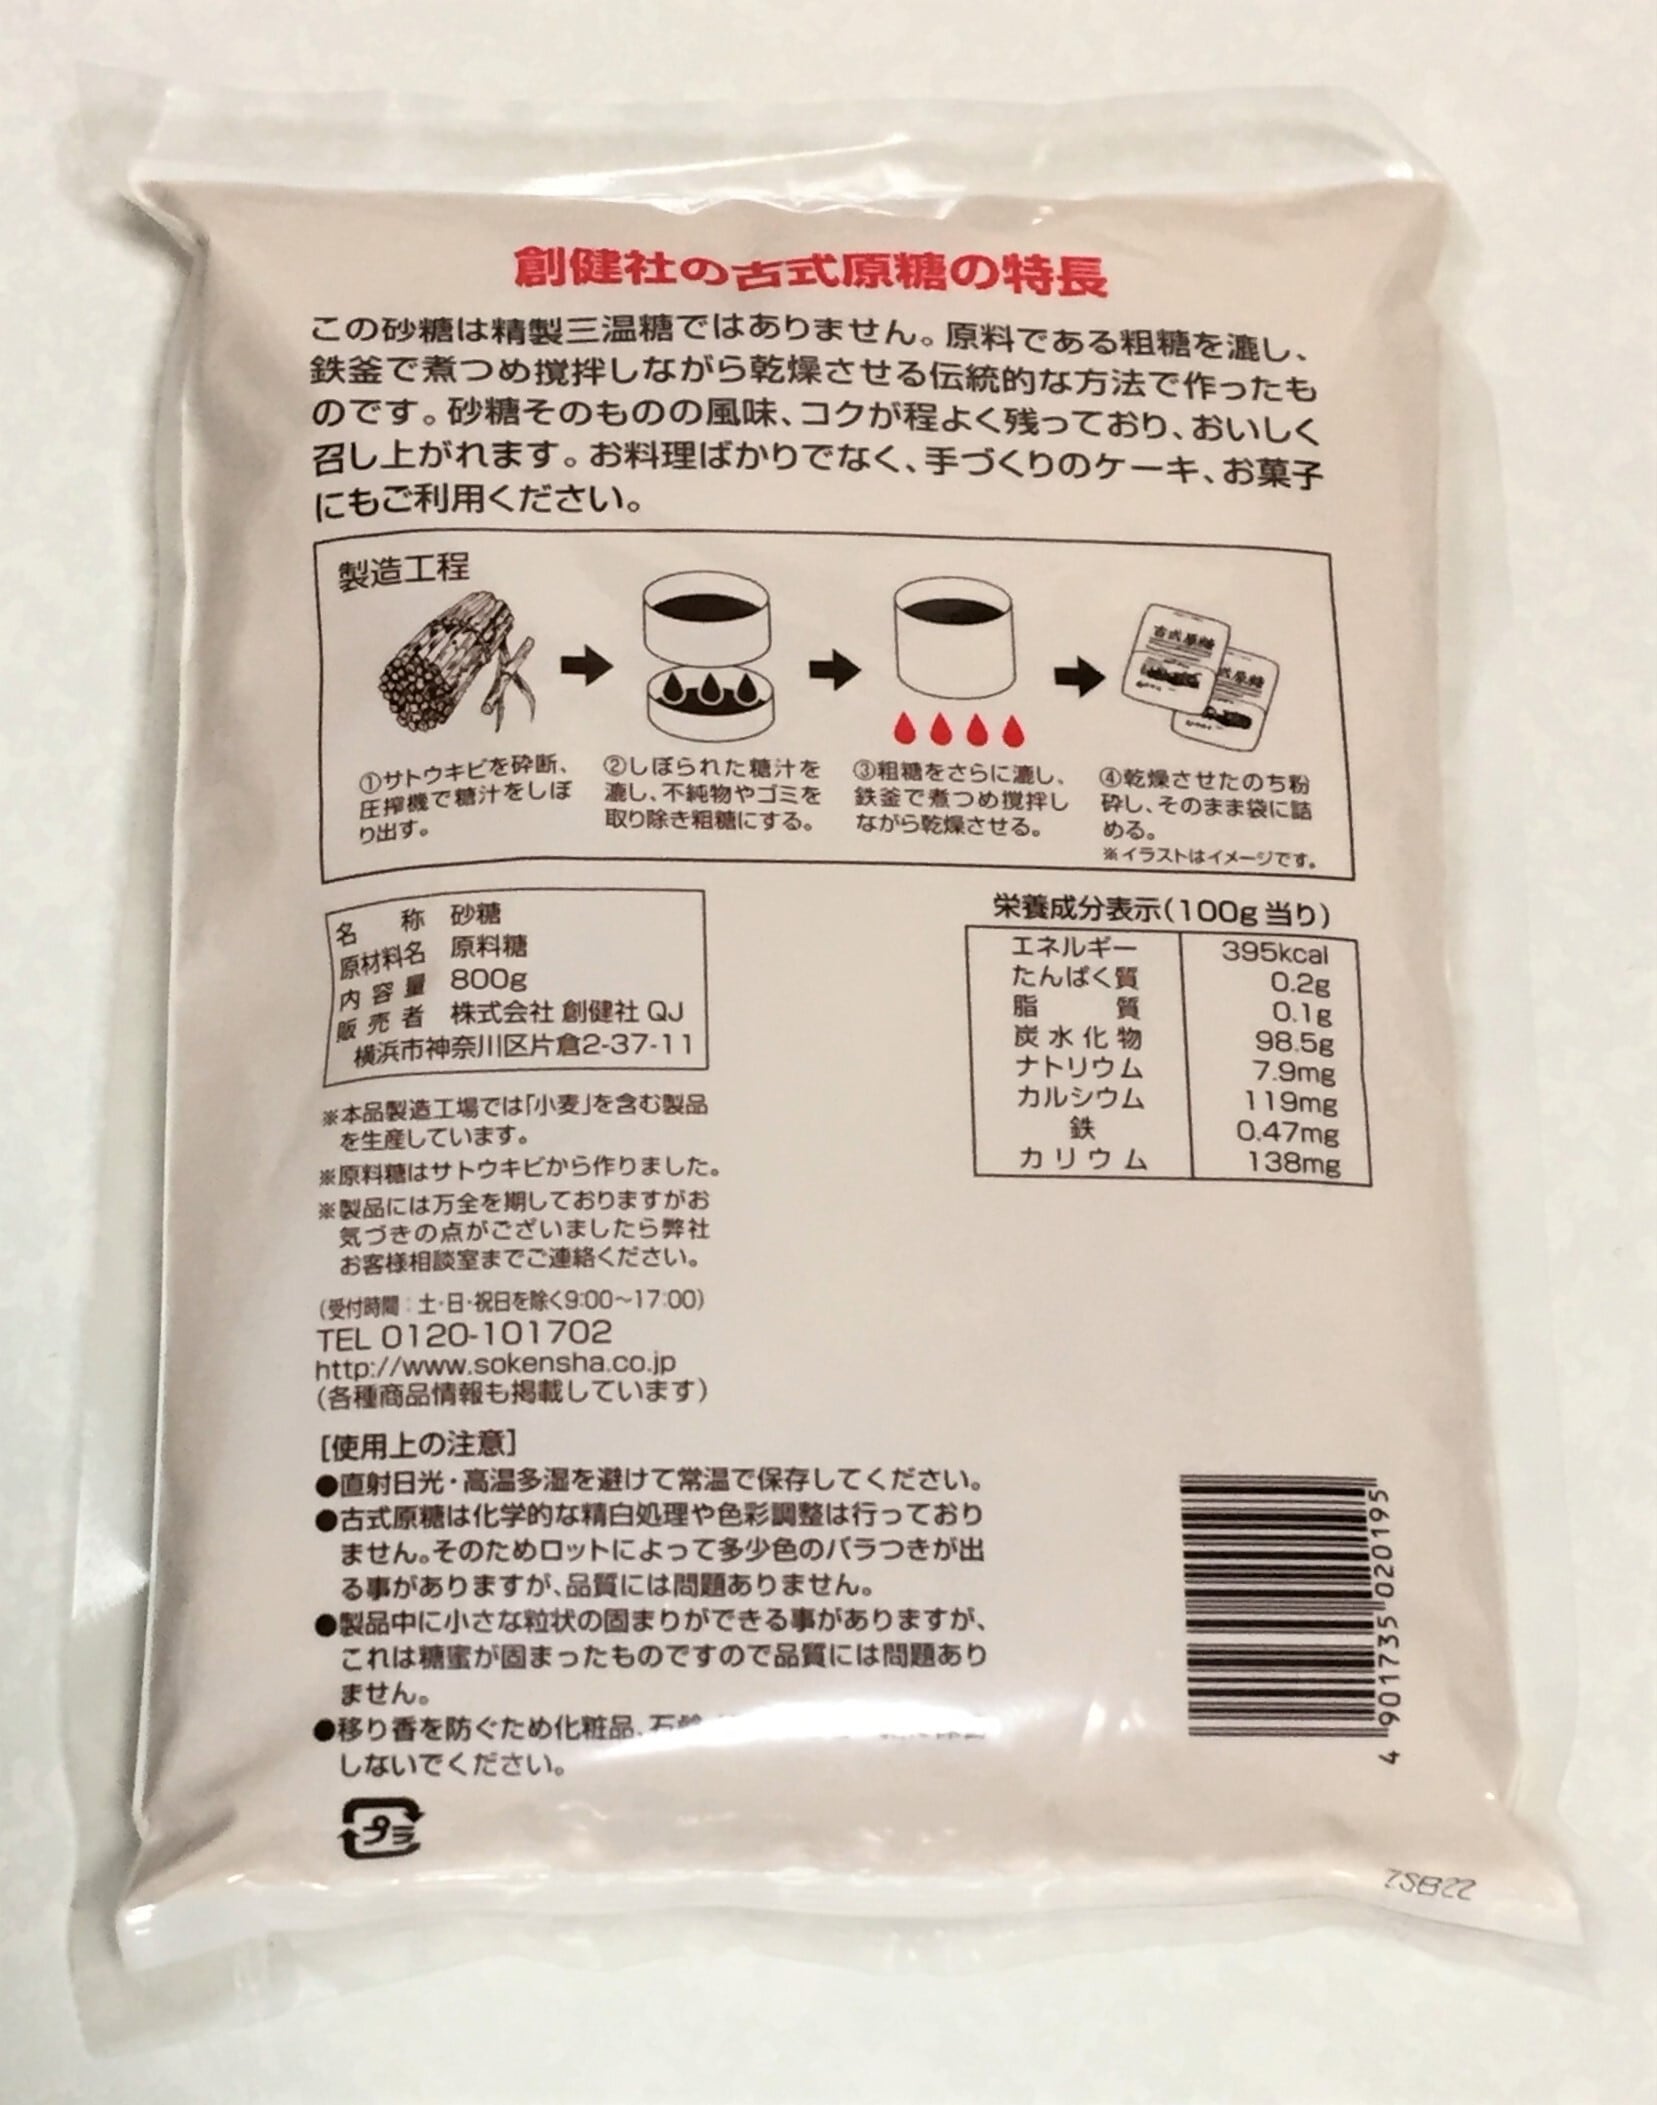 創健社の古式原糖の特長
この砂糖は精製三温糖ではありません。原料である粗糖を漉し、
鉄釜で煮つめ撹拌しながら乾燥させる伝統的な方法で作ったも
のです。砂糖そのものの風味、コクが程よく残っており、おいしく
召し上がれます。お料理ばかりでなく、手づくりのケーキ、お菓子
にもご利用ください。
製造工程
古式原糖
式原糖
①サトウキビを砕断、
圧搾機で糖汁をしぼ
り出す。
②しぼられた糖汁を
漉し、不純物やゴミを
取り除き粗糖にする。
③粗糖をさらに漉し、
鉄釜で煮つめ撹拌し
ながら乾燥させる。
④乾燥させたのち粉
砕し、そのまま袋に詰
める。
※イラストはイメージです。
名称 砂糖
原材料名 原料糖
内容量 800g
販売者 株式会社 創健社 QJ
横浜市神奈川区片倉2-37-11
※本品製造工場では「小麦」を含む製品
を生産しています。
※原料糖はサトウキビから作りました。
※製品には万全を期しておりますがお
気づきの点がございましたら弊社
お客様相談室までご連絡ください。
(受付時間:土・日・祝日を除く9:00〜17:00)
TEL 0120-101702
http://www.sokensha.co.jp
(各種商品情報も掲載しています)
栄養成分表示(100g当り)
エネルギー 395kcal
たんぱく質 0.2g
脂質 0.1g
炭水化物 98.5g
ナトリウム 7.9mg
カルシウム 119mg
鉄 0.47mg
カリウム 138mg
[使用上の注意]
●直射日光・高温多湿を避けて常温で保存してください。
●古式原糖は化学的な精白処理や色彩調整は行っており
ません。そのためロットによって多少色のバラつきが出
る事がありますが、品質には問題ありません。
●製品中に小さな粒状の固まりができる事がありますが、
これは糖蜜が固まったものですので品質には問題あり
ません。
●移り香を防ぐため化粧品、石鹸
しないでください。
プラ
4 901735 020195
ZSB22